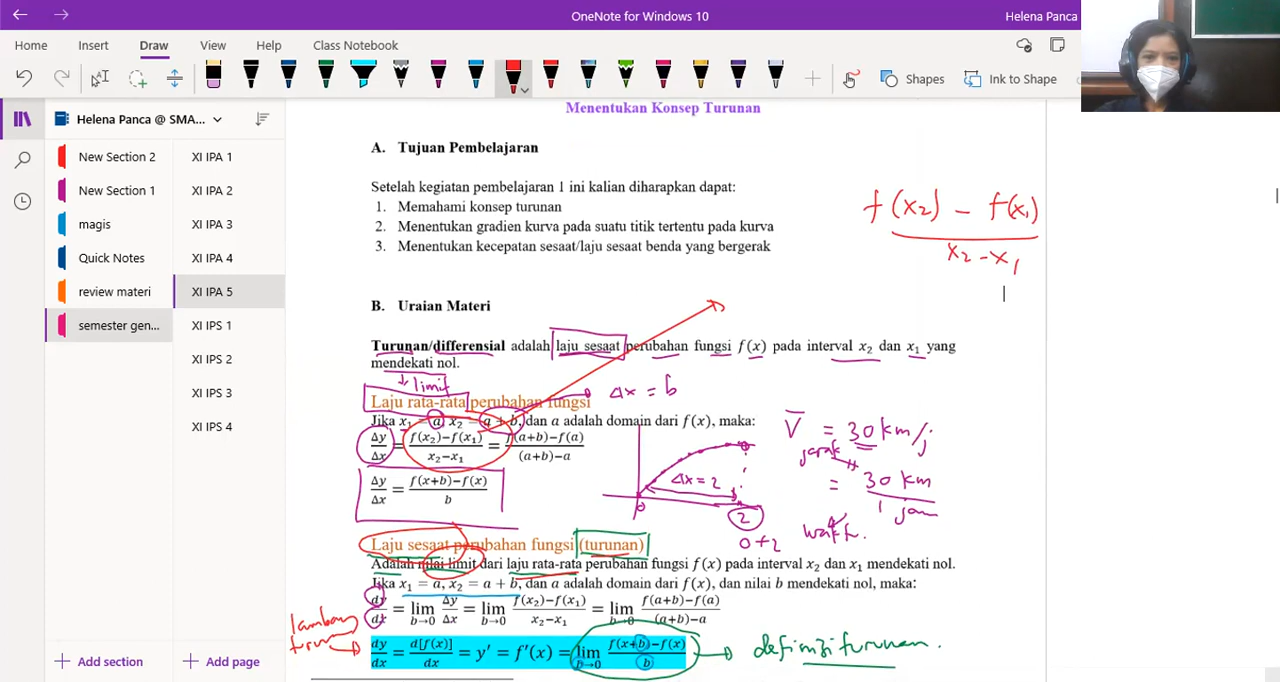 OneNote for Windows 10
Helena Panca
Home Insert Draw View Help Class Notebook
Shapes Ink to Shape
Helena Panca @ SMA...
New Section 2
New Section 1
magis
Quick Notes
review materi
semester gen...
Add section
XI IPA 1
XI IPA 2
XI IPA 3
XI IPA 4
XI IPA 5
XI IPS 1
XI IPS 2
XI IPS 3
XI IPS 4
Add page
Menentukan Konsep Turunan
A. Tujuan Pembelajaran
Setelah kegiatan pembelajaran 1 ini kalian diharapkan dapat:
1. Memahami konsep turunan
2. Menentukan gradien kurva pada suatu titik tertentu pada kurva
3. Menentukan kecepatan sesaat/laju sesaat benda yang bergerak
f(x2) - f(x1)
x2 - x1
B. Uraian Materi
Turunan/differensial adalah laju sesaat perubahan fungsi f(x) pada interval x₂ dan x₁ yang
mendekati nol.
limit
Laju rata-rata perubahan fungsi
Δx = b
Jika x₁ = a, x₂ = a + b, dan a adalah domain dari f(x), maka:
Δy/Δx = f(x₂)−f(x₁)/x₂−x₁ = f(a+b)−f(a)/(a+b)−a
Δy/Δx = f(x+b)−f(x)/b
Δx = 2
0
2
0+2
V̅ = 30 km/j
jarak
= 30 km
1 jam
Laju sesaat perubahan fungsi (turunan)
Adalah nilai limit dari laju rata-rata perubahan fungsi f(x) pada interval x₂ dan x₁ mendekati nol.
Jika x₁ = a, x₂ = a + b, dan a adalah domain dari f(x), dan nilai b mendekati nol, maka:
dy/dx = lim b→0 Δy/Δx = lim b→0 f(x₂)−f(x₁)/x₂−x₁ = lim b→0 f(a+b)−f(a)/(a+b)−a
dy/dx = d[f(x)]/dx = y′ = f′(x) = lim b→0 f(x+b)−f(x)/b
definisi turunan.